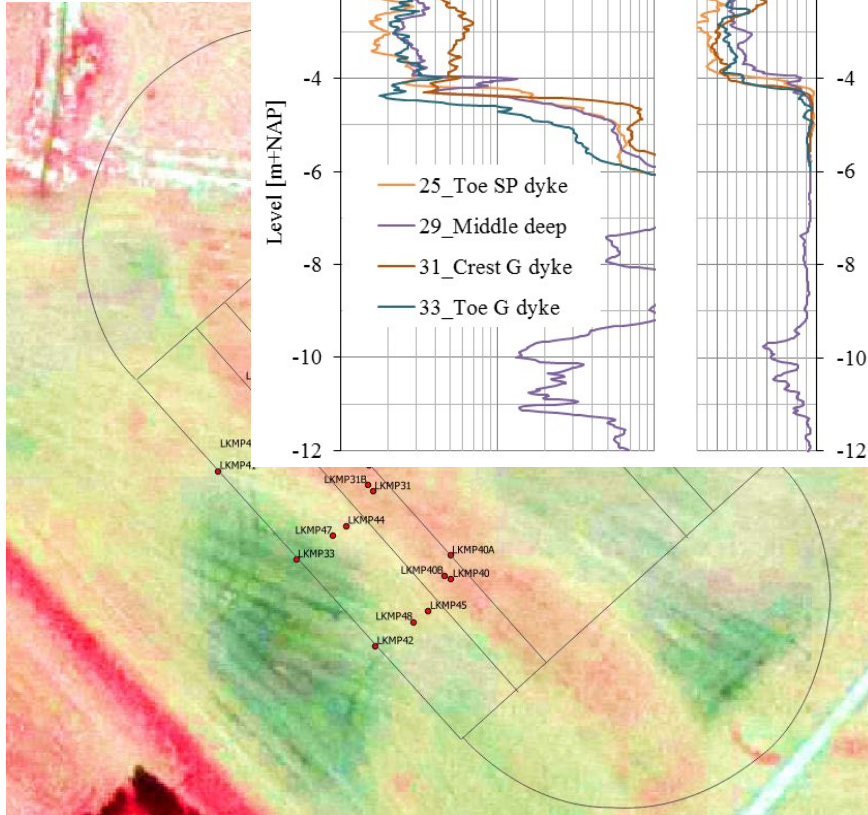 -4
-6
-8
-10
-12
Level [m+NAP]
25_Toe SP dyke
29_Middle deep
31_Crest G dyke
33_Toe G dyke
-4
-6
-8
-10
-12
LKMP31B
LKMP31
LKMP44
LKMP47
LKMP33
LKMP40A
LKMP40B
LKMP40
LKMP45
LKMP48
LKMP42